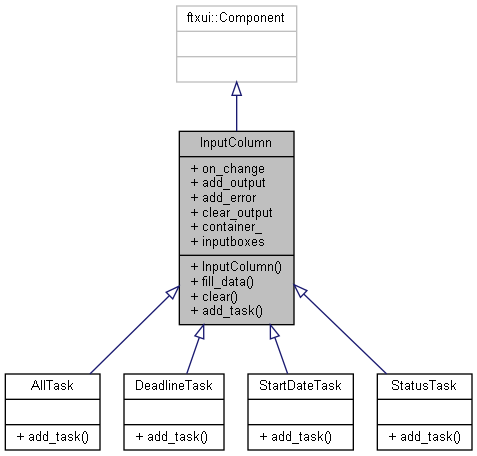 ftxui::Component
InputColumn
+ on_change
+ add_output
+ add_error
+ clear_output
+ container_
+ inputboxes
+ InputColumn()
+ fill_data()
+ clear()
+ add_task()
AllTask
+ add_task()
DeadlineTask
+ add_task()
StartDateTask
+ add_task()
StatusTask
+ add_task()